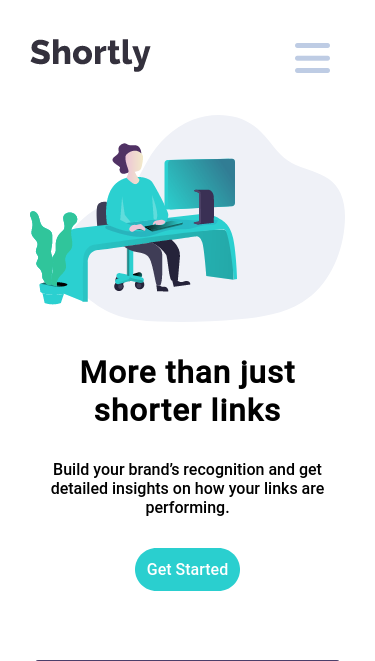 Shortly
More than just
shorter links
Build your brand’s recognition and get
detailed insights on how your links are
performing.
Get Started